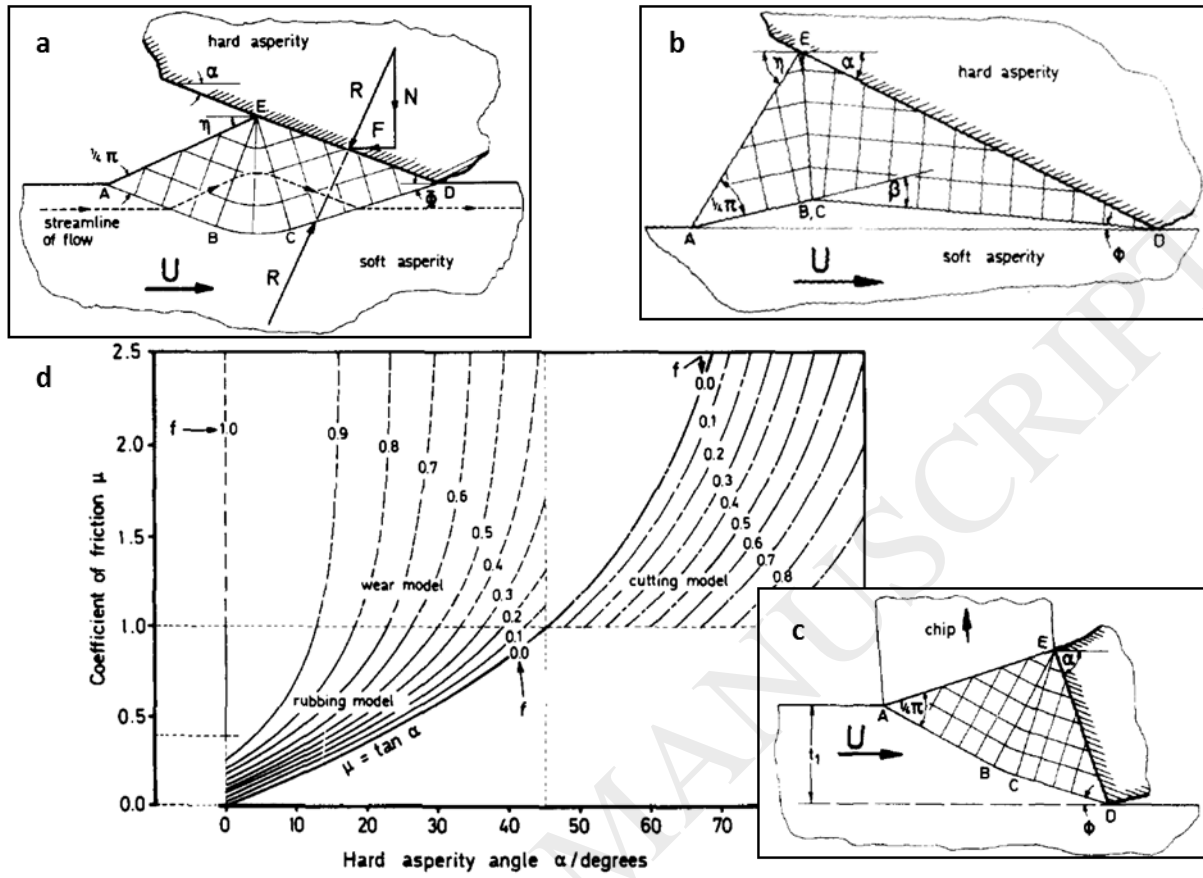 a
hard asperity
α
R
N
E
η
F
¼ π
A
D
Φ
streamline
of flow
B
C
R
soft asperity
U
b
E
η
α
hard asperity
β
¼π
B,C
A
D
U
soft asperity
Φ
d
2.5
2.0
1.5
1.0
0.5
0.0
Coefficient of friction μ
f
1.0
0.9
0.8
0.7
0.6
0.5
0.4
0.3
0.2
0.1
0.0
f
wear model
rubbing model
μ = tan α
f
0.0
0.1
0.2
0.3
0.4
0.5
0.6
0.7
0.8
cutting model
0
10
20
30
40
50
60
70
Hard asperity angle α/degrees
c
chip
E
α
A
¼π
U
t₁
B
C
D
Φ
MANUSCRIPT